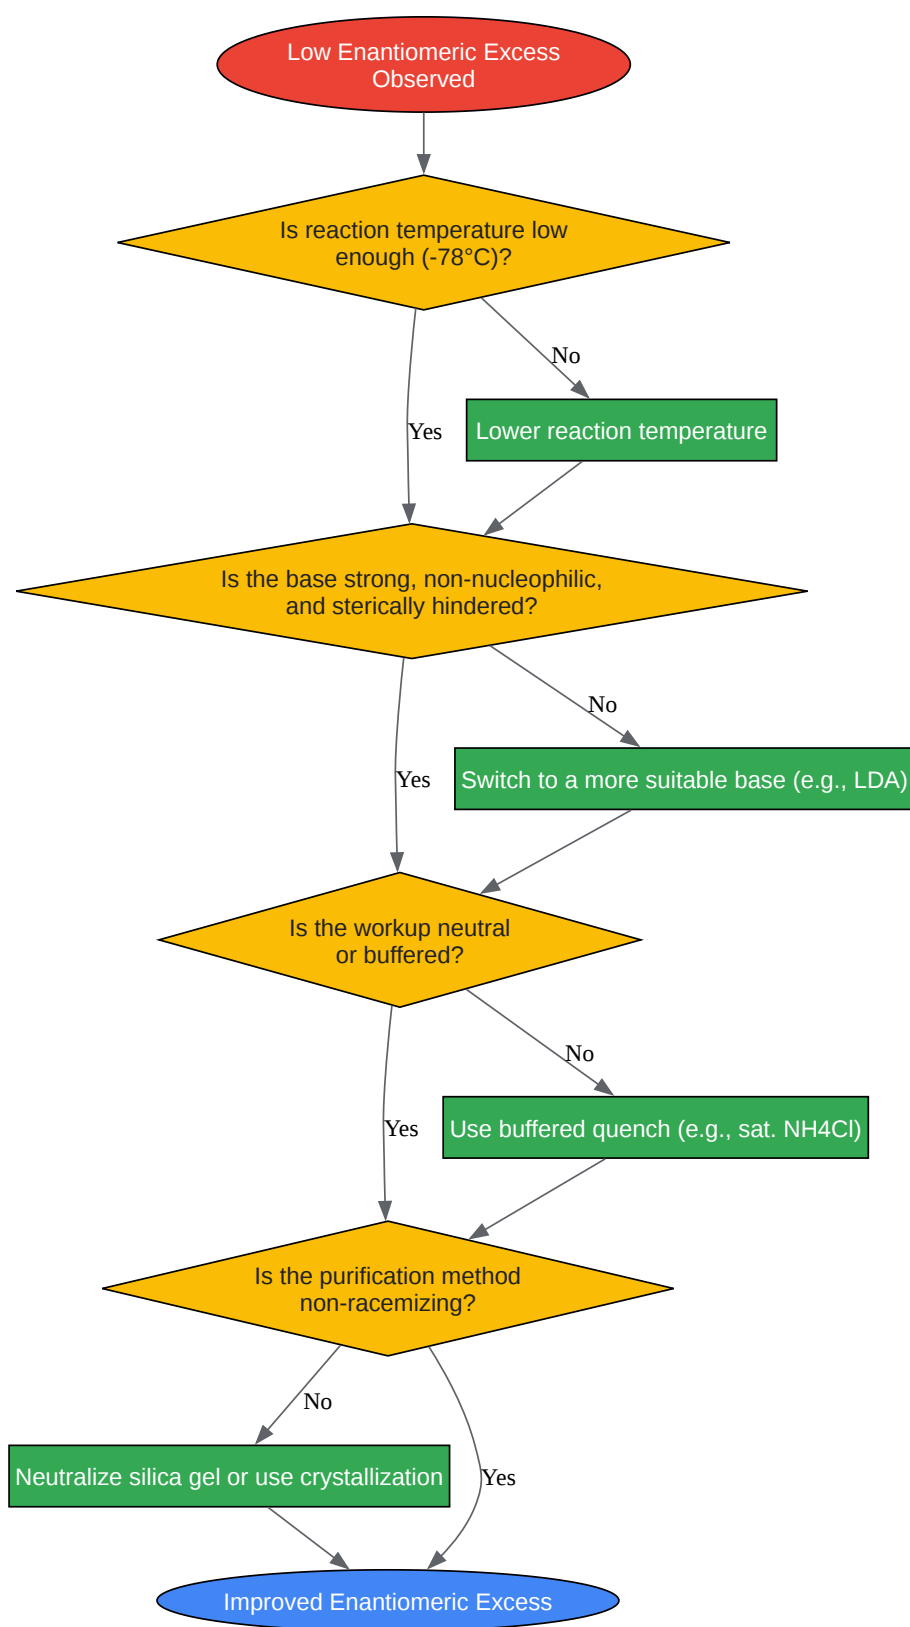 Low Enantiomeric Excess
Observed
Is reaction temperature low
enough (-78°C)?
No
Lower reaction temperature
Yes
Is the base strong, non-nucleophilic,
and sterically hindered?
No
Switch to a more suitable base (e.g., LDA)
Yes
Is the workup neutral
or buffered?
No
Use buffered quench (e.g., sat. NH4Cl)
Yes
Is the purification method
non-racemizing?
No
Neutralize silica gel or use crystallization
Yes
Improved Enantiomeric Excess